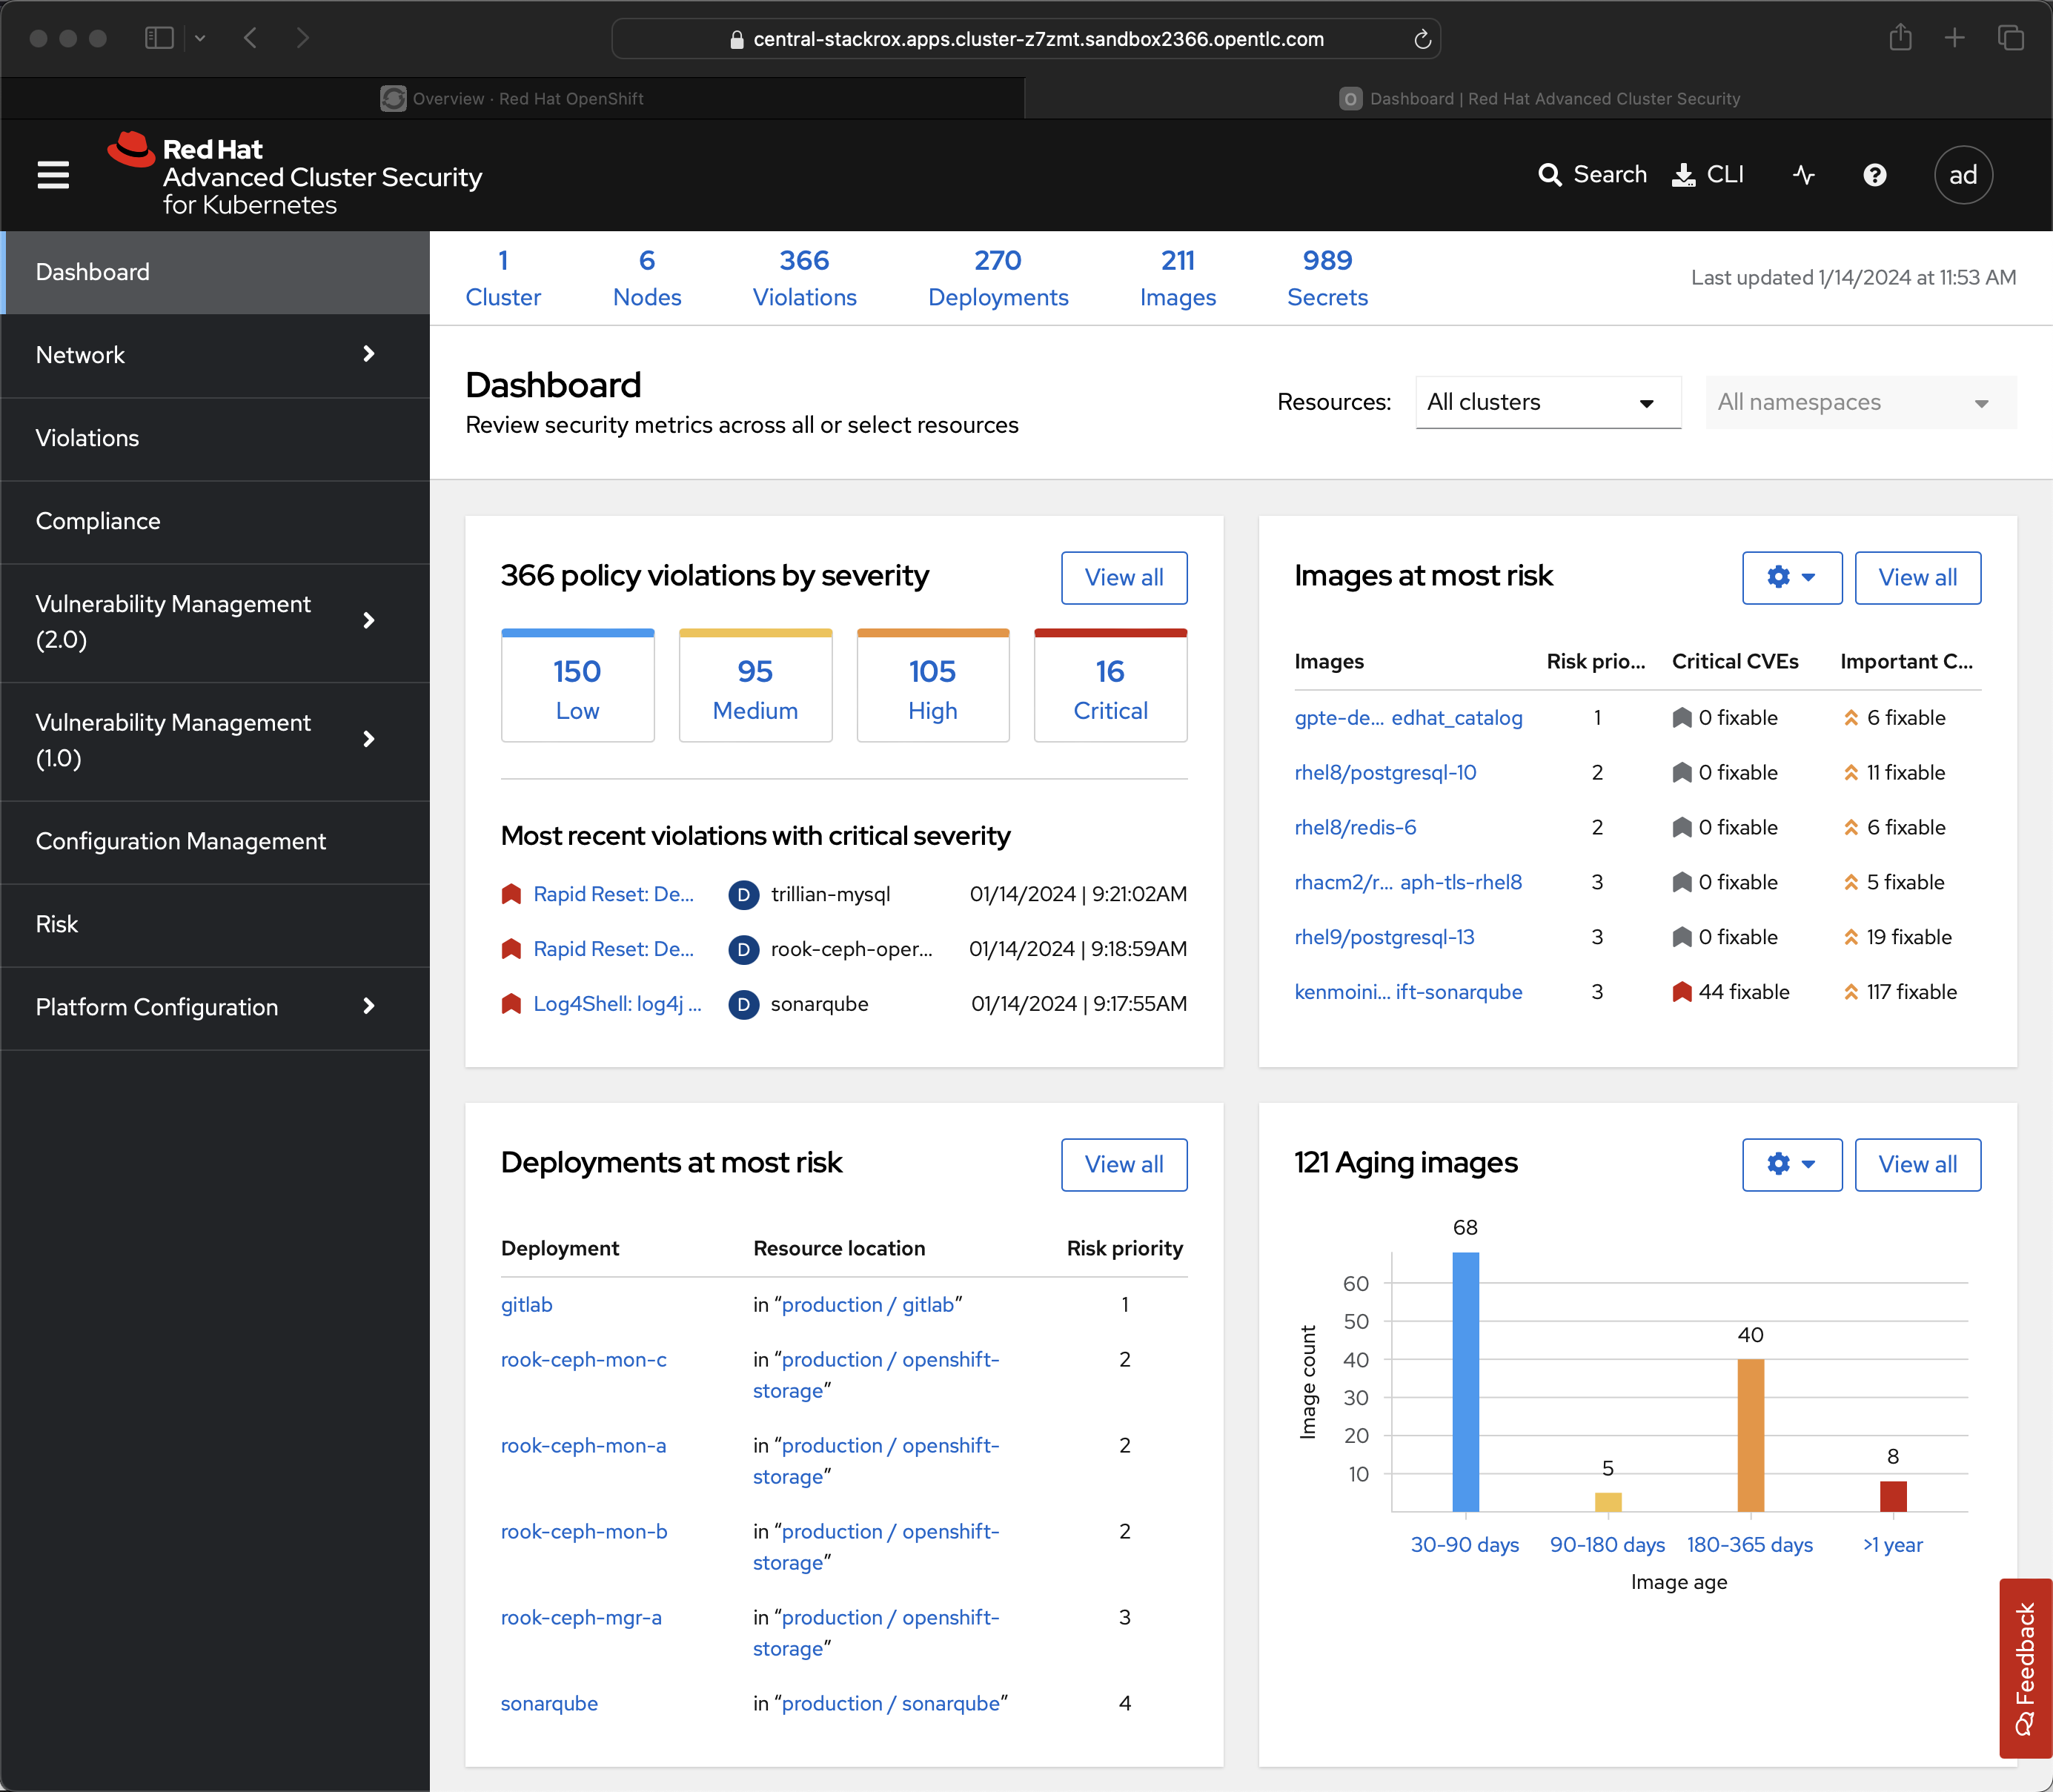 central-stackrox.apps.cluster-z7zmt.sandbox2366.opentlc.com
Overview · Red Hat OpenShift
O Dashboard | Red Hat Advanced Cluster Security
Red Hat
Advanced Cluster Security
for Kubernetes
Search
CLI
ad
Dashboard
Network
Violations
Compliance
Vulnerability Management
(2.0)
Vulnerability Management
(1.0)
Configuration Management
Risk
Platform Configuration
1 Cluster
6 Nodes
366 Violations
270 Deployments
211 Images
989 Secrets
Last updated 1/14/2024 at 11:53 AM
Dashboard
Review security metrics across all or select resources
Resources: All clusters All namespaces
366 policy violations by severity
View all
150 Low
95 Medium
105 High
16 Critical
Most recent violations with critical severity
Rapid Reset: De... D trillian-mysql 01/14/2024 | 9:21:02AM
Rapid Reset: De... D rook-ceph-oper... 01/14/2024 | 9:18:59AM
Log4Shell: log4j ... D sonarqube 01/14/2024 | 9:17:55AM
Images at most risk
View all
Images Risk prio... Critical CVEs Important C...
gpte-de... edhat_catalog 1 0 fixable 6 fixable
rhel8/postgresql-10 2 0 fixable 11 fixable
rhel8/redis-6 2 0 fixable 6 fixable
rhacm2/r... aph-tls-rhel8 3 0 fixable 5 fixable
rhel9/postgresql-13 3 0 fixable 19 fixable
kenmoini... ift-sonarqube 3 44 fixable 117 fixable
Deployments at most risk
View all
Deployment Resource location Risk priority
gitlab in “production / gitlab” 1
rook-ceph-mon-c in “production / openshift-
storage” 2
rook-ceph-mon-a in “production / openshift-
storage” 2
rook-ceph-mon-b in “production / openshift-
storage” 2
rook-ceph-mgr-a in “production / openshift-
storage” 3
sonarqube in “production / sonarqube” 4
121 Aging images
View all
68
60
50
40
30
20
10
5
40
8
Image count
30-90 days
90-180 days
180-365 days
>1 year
Image age
Feedback